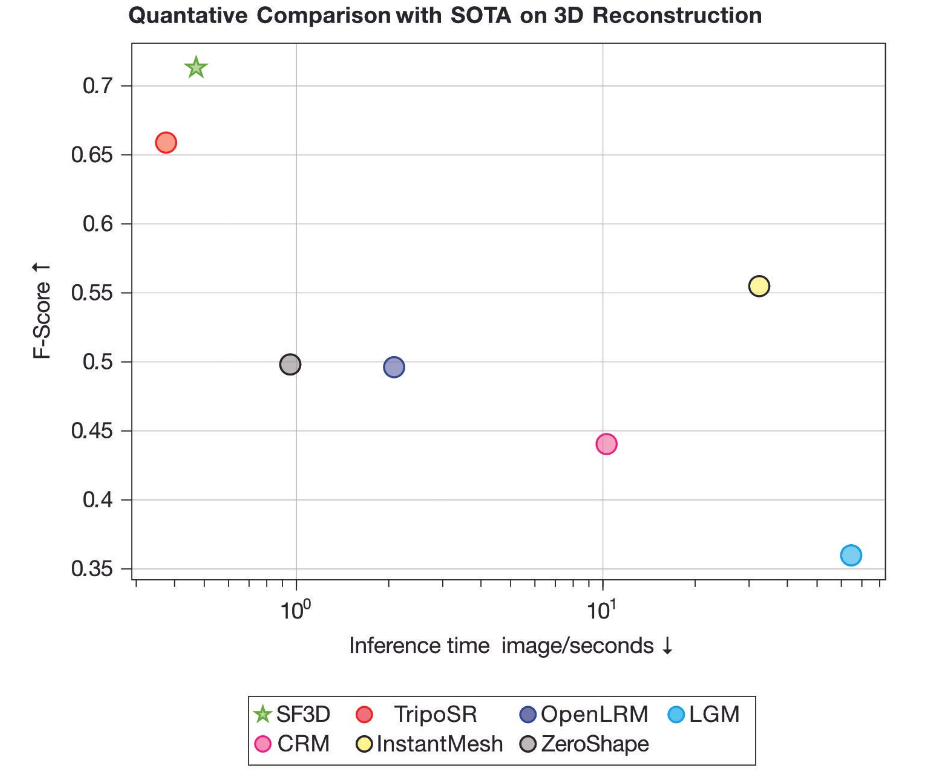 Quantative Comparison with SOTA on 3D Reconstruction
0.7
0.65
0.6
0.55
0.5
0.45
0.4
0.35
F-Score ↑
10⁰ 10¹
Inference time image/seconds ↓
SF3D TripoSR OpenLRM LGM
CRM InstantMesh ZeroShape